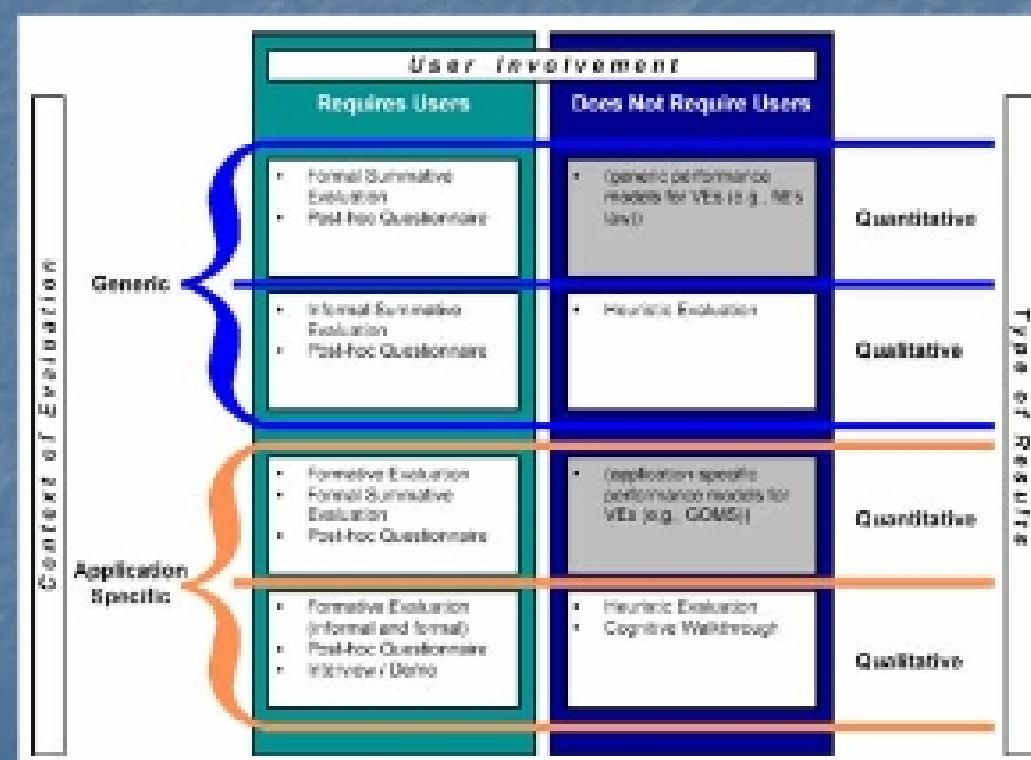 User Involvement
Requires Users
Does Not Require Users
Context of Evaluation
Type of Results
Generic
• Formal Summative
Evaluation
• Post-hoc Questionnaire
• (generic performance
models for VEs (e.g., Fitt's
law))
Quantitative
• Informal Summative
Evaluation
• Post-hoc Questionnaire
• Heuristic Evaluation
Qualitative
Application
Specific
• Formative Evaluation
• Formal Summative
Evaluation
• Post-hoc Questionnaire
• (application specific
performance models for
VEs (e.g., GOMS))
Quantitative
• Formative Evaluation
(informal and formal)
• Post-hoc Questionnaire
• Interview / Demo
• Heuristic Evaluation
• Cognitive Walkthrough
Qualitative